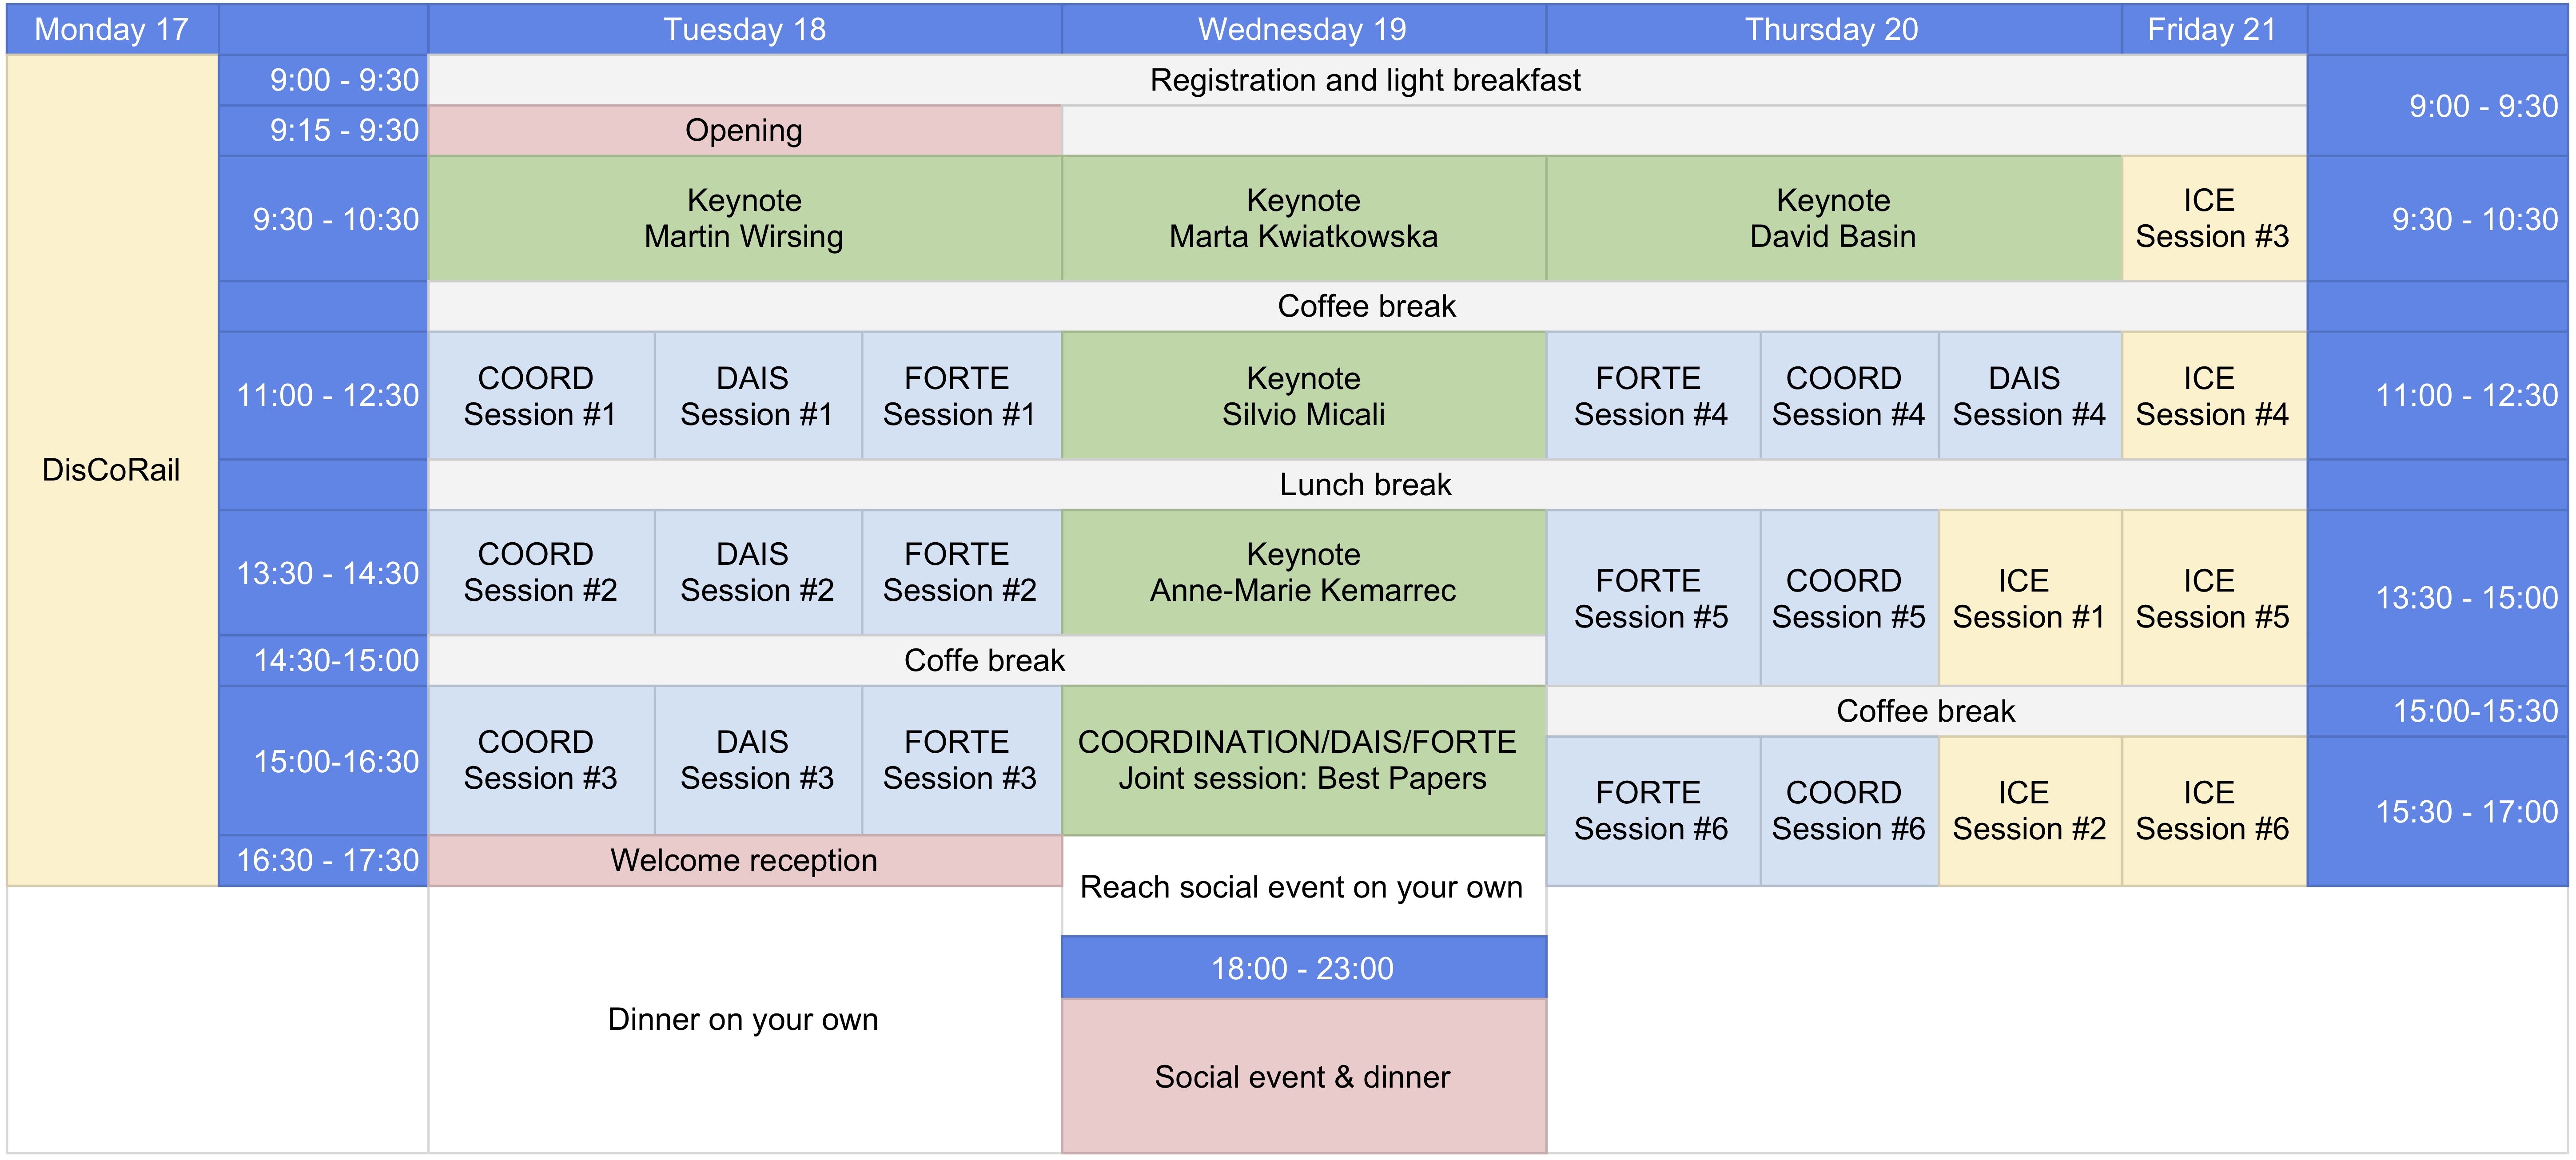 Monday 17
Tuesday 18
Wednesday 19
Thursday 20
Friday 21
9:00 - 9:30
Registration and light breakfast
9:00 - 9:30
9:15 - 9:30
Opening
9:30 - 10:30
Keynote
Martin Wirsing
Keynote
Marta Kwiatkowska
Keynote
David Basin
ICE
Session #3
9:30 - 10:30
Coffee break
DisCoRail
11:00 - 12:30
COORD
Session #1
DAIS
Session #1
FORTE
Session #1
Keynote
Silvio Micali
FORTE
Session #4
COORD
Session #4
DAIS
Session #4
ICE
Session #4
11:00 - 12:30
Lunch break
13:30 - 14:30
COORD
Session #2
DAIS
Session #2
FORTE
Session #2
Keynote
Anne-Marie Kemarrec
FORTE
Session #5
COORD
Session #5
ICE
Session #1
ICE
Session #5
13:30 - 15:00
14:30-15:00
Coffe break
15:00-16:30
COORD
Session #3
DAIS
Session #3
FORTE
Session #3
COORDINATION/DAIS/FORTE
Joint session: Best Papers
Coffee break
15:00-15:30
FORTE
Session #6
COORD
Session #6
ICE
Session #2
ICE
Session #6
15:30 - 17:00
16:30 - 17:30
Welcome reception
Reach social event on your own
18:00 - 23:00
Dinner on your own
Social event & dinner